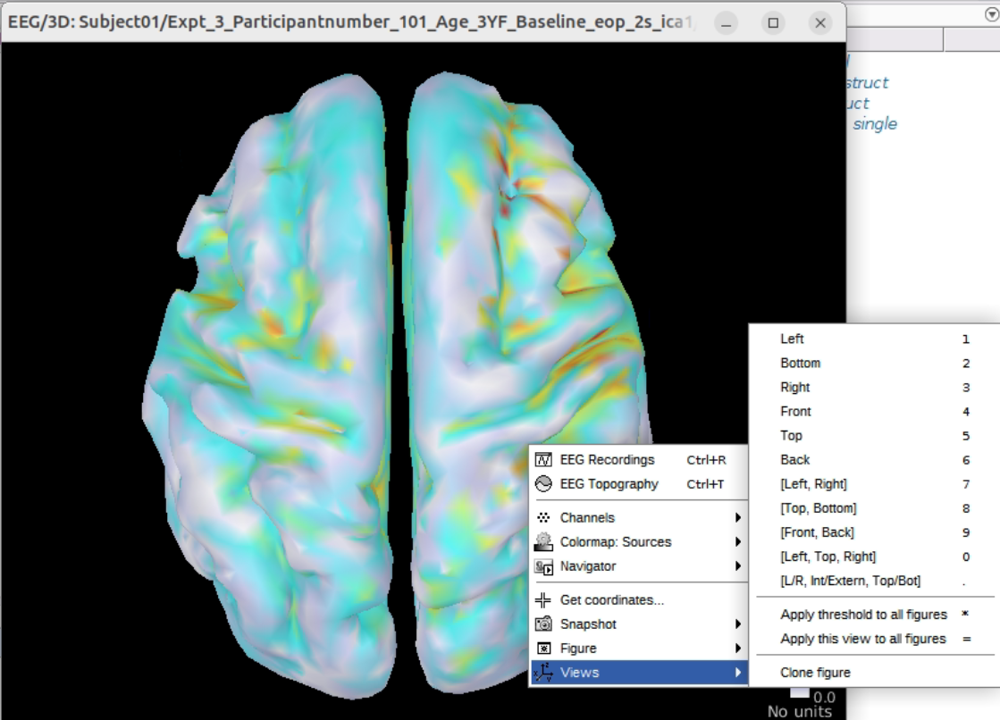 EEG/3D: Subject01/Expt_3_Participantnumber_101_Age_3YF_Baseline_eop_2s_ica1
struct
uct
single
EEG Recordings Ctrl+R
EEG Topography Ctrl+T
Channels
Colormap: Sources
Navigator
Get coordinates...
Snapshot
Figure
Views
Left 1
Bottom 2
Right 3
Front 4
Top 5
Back 6
[Left, Right] 7
[Top, Bottom] 8
[Front, Back] 9
[Left, Top, Right] 0
[L/R, Int/Extern, Top/Bot] .
Apply threshold to all figures *
Apply this view to all figures =
Clone figure
0.0
No units